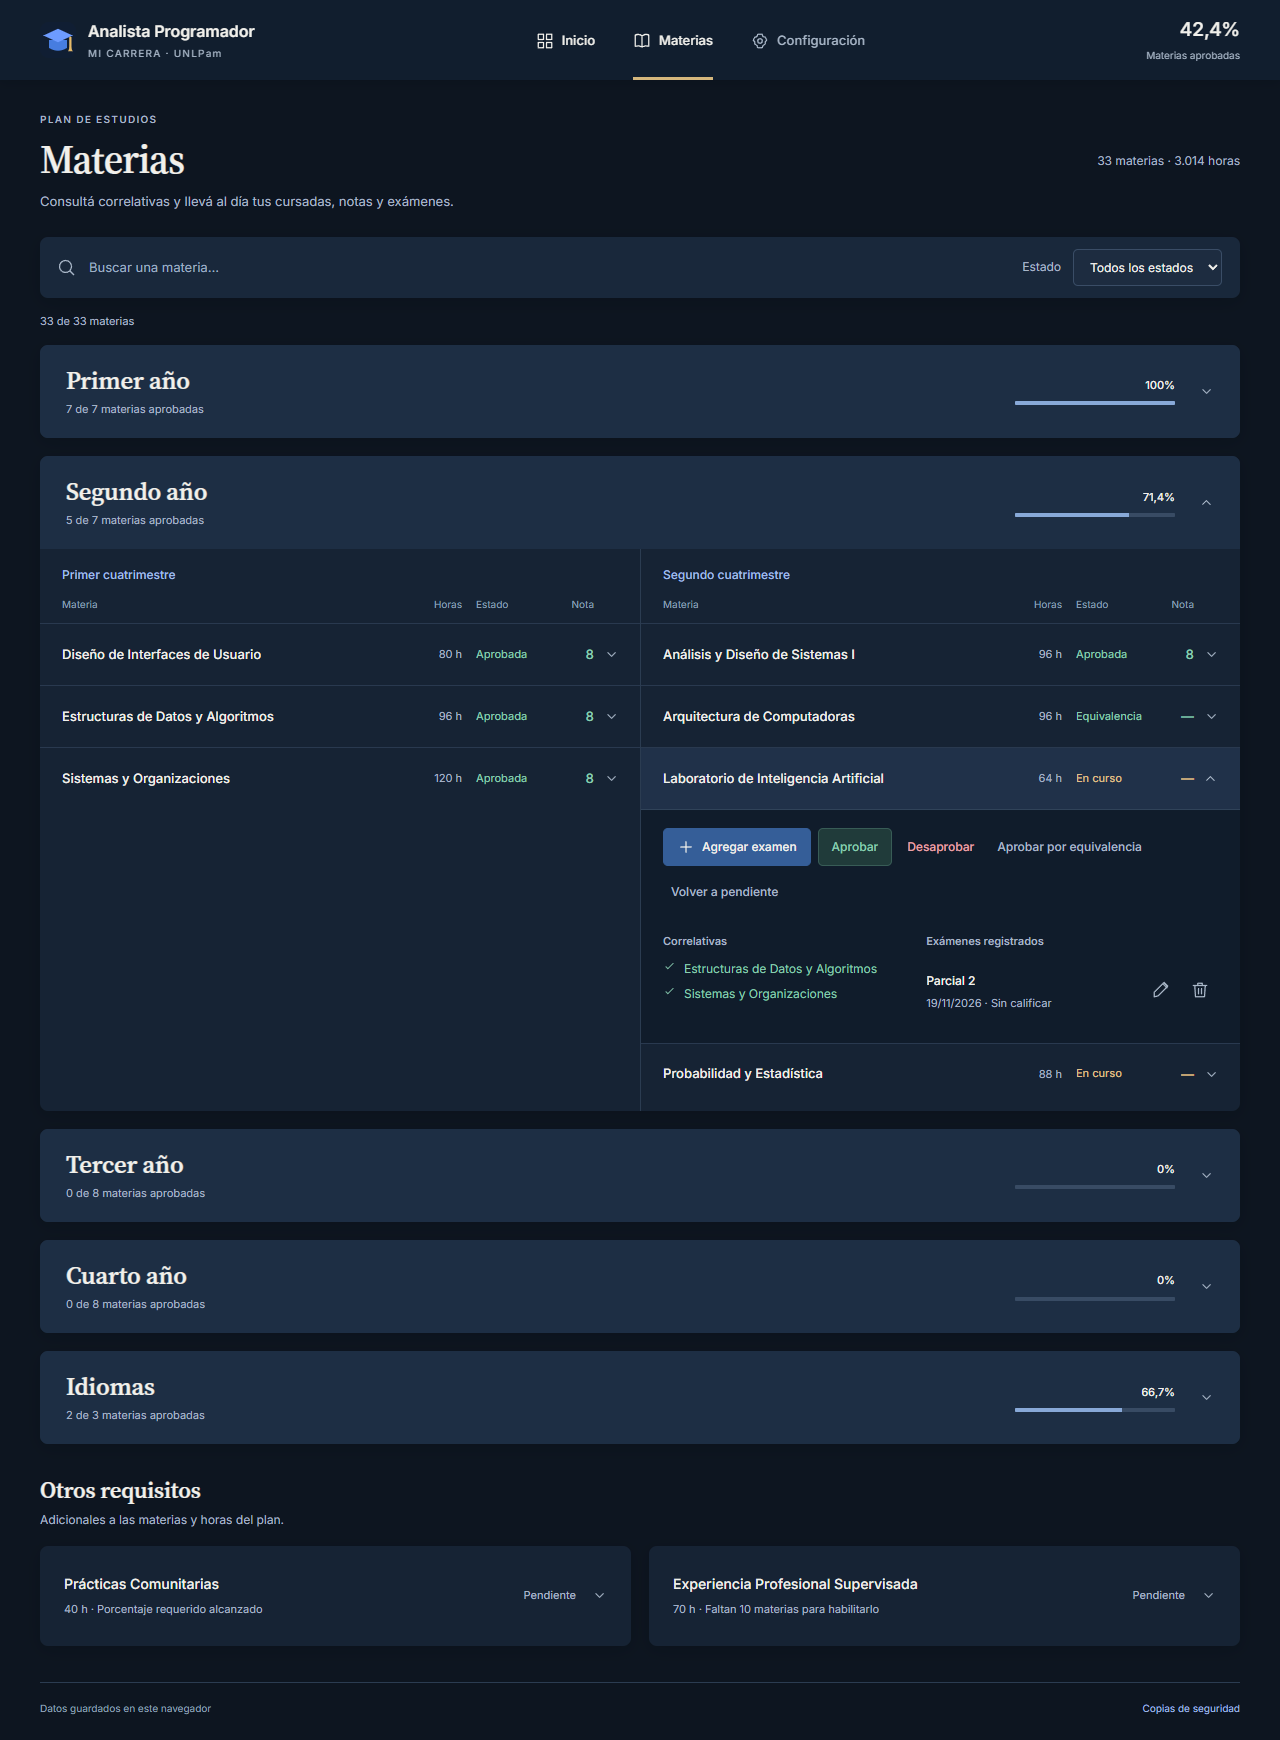 Analista Programador
MI CARRERA · UNLPam
Inicio
Materias
Configuración
42,4%
Materias aprobadas
PLAN DE ESTUDIOS
Materias
33 materias · 3.014 horas
Consultá correlativas y llevá al día tus cursadas, notas y exámenes.
Buscar una materia...
Estado
Todos los estados
33 de 33 materias
Primer año
7 de 7 materias aprobadas
100%
Segundo año
5 de 7 materias aprobadas
71,4%
Primer cuatrimestre
Materia Horas Estado Nota
Diseño de Interfaces de Usuario 80 h Aprobada 8
Estructuras de Datos y Algoritmos 96 h Aprobada 8
Sistemas y Organizaciones 120 h Aprobada 8
Segundo cuatrimestre
Materia Horas Estado Nota
Análisis y Diseño de Sistemas I 96 h Aprobada 8
Arquitectura de Computadoras 96 h Equivalencia —
Laboratorio de Inteligencia Artificial 64 h En curso —
Agregar examen
Aprobar
Desaprobar
Aprobar por equivalencia
Volver a pendiente
Correlativas
Estructuras de Datos y Algoritmos
Sistemas y Organizaciones
Exámenes registrados
Parcial 2
19/11/2026 · Sin calificar
Probabilidad y Estadística 88 h En curso —
Tercer año
0 de 8 materias aprobadas
0%
Cuarto año
0 de 8 materias aprobadas
0%
Idiomas
2 de 3 materias aprobadas
66,7%
Otros requisitos
Adicionales a las materias y horas del plan.
Prácticas Comunitarias
40 h · Porcentaje requerido alcanzado
Pendiente
Experiencia Profesional Supervisada
70 h · Faltan 10 materias para habilitarlo
Pendiente
Datos guardados en este navegador
Copias de seguridad